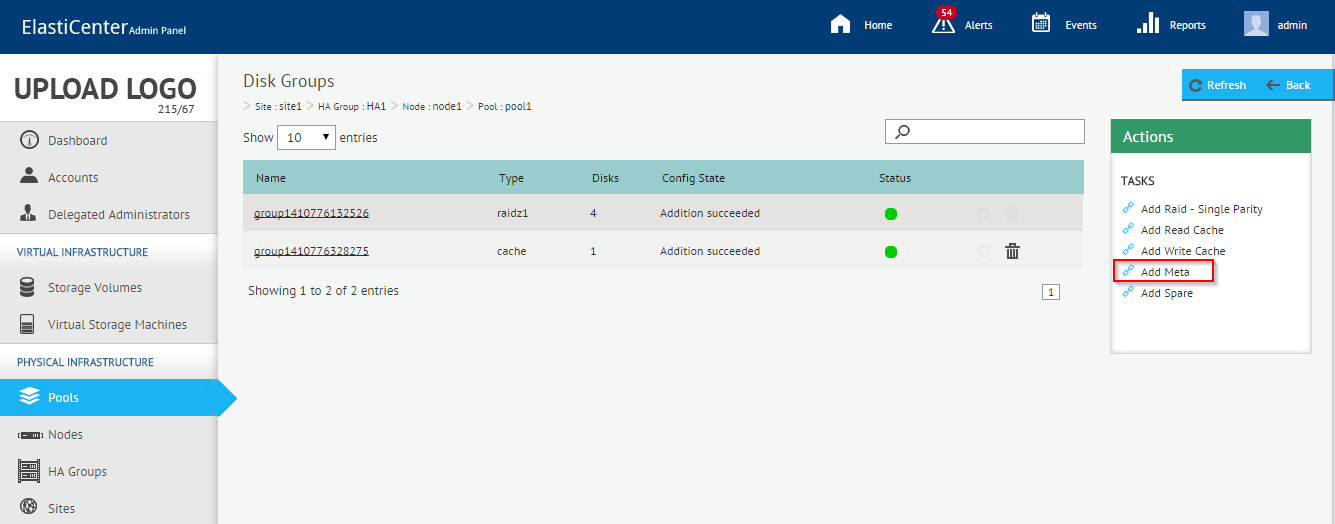 ElastiCenter Admin Panel
54
Home
Alerts
Events
Reports
admin
UPLOAD LOGO
215/67
Dashboard
Accounts
Delegated Administrators
VIRTUAL INFRASTRUCTURE
Storage Volumes
Virtual Storage Machines
PHYSICAL INFRASTRUCTURE
Pools
Nodes
HA Groups
Sites
Disk Groups
> Site : site1 > HA Group : HA1 > Node : node1 > Pool : pool1
Refresh
Back
Show 10 entries
Name Type Disks Config State Status
group1410776132526 raidz1 4 Addition succeeded
group1410776328275 cache 1 Addition succeeded
Showing 1 to 2 of 2 entries
1
Actions
TASKS
Add Raid - Single Parity
Add Read Cache
Add Write Cache
Add Meta
Add Spare